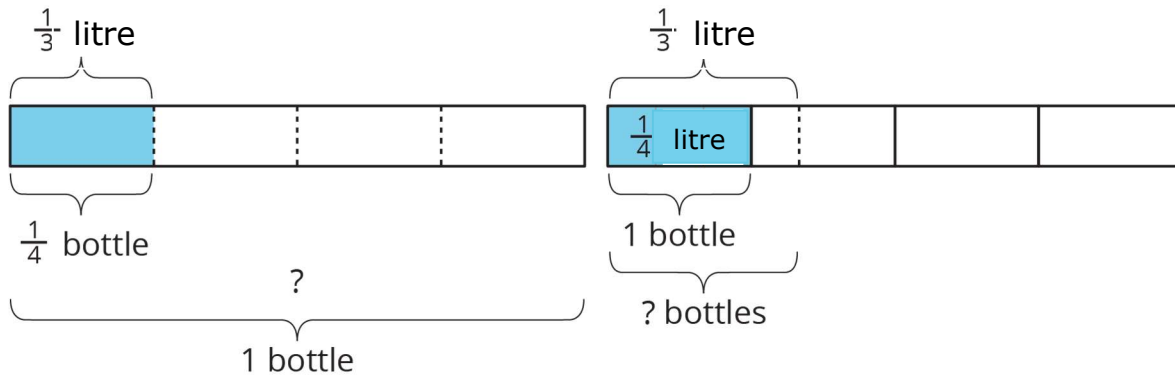 1/3 litre
1/4 bottle
?
1 bottle
1/3 litre
1/4 litre
1 bottle
? bottles